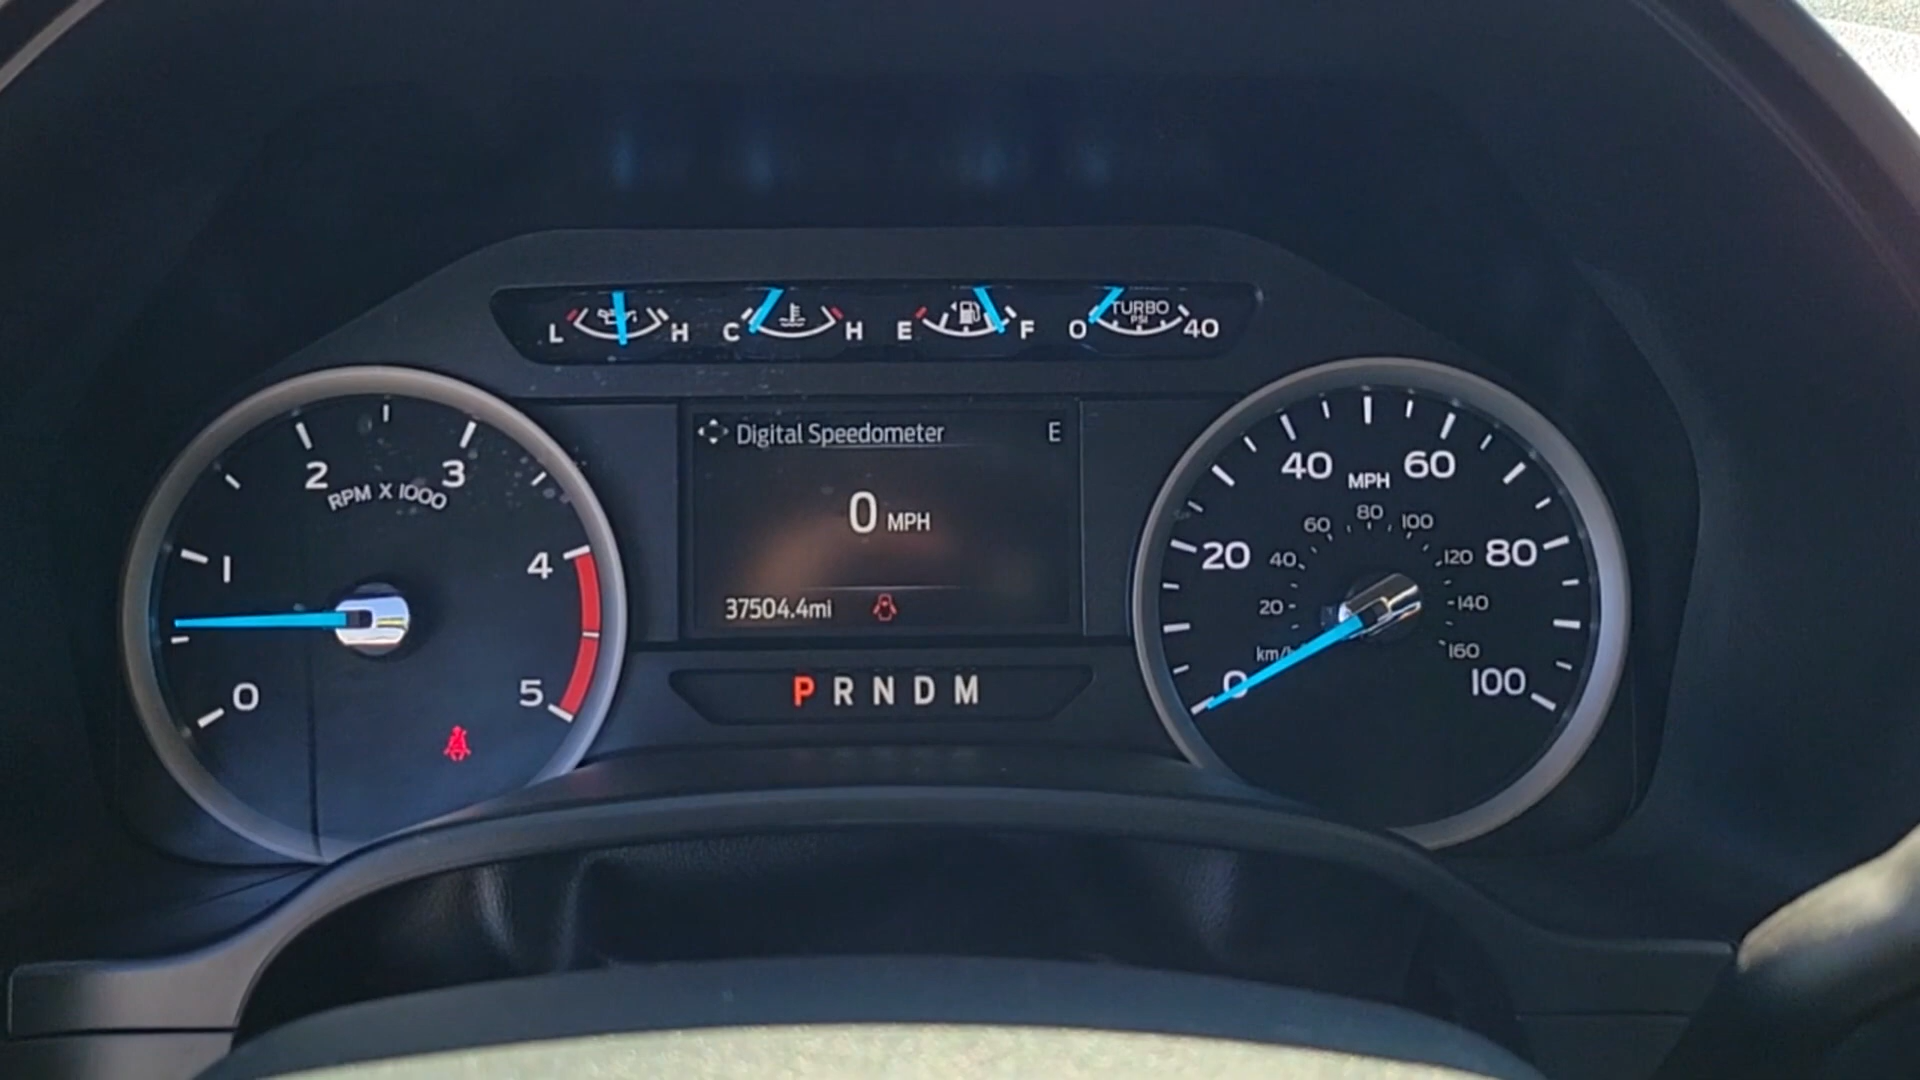 L H C H E F 0 TURBO PSI 40
Digital Speedometer E
0 MPH
37504.4mi
P R N D M
0 1 2 3 4 5
RPM X 1000
0 20 40 60 80 100
MPH
km/h
20 40 60 80 100 120 140 160